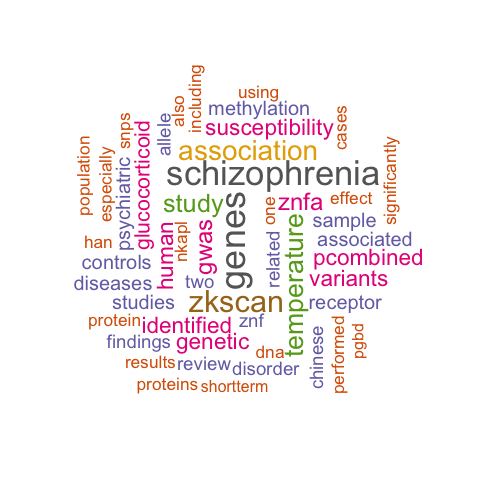 including
using
also
methylation
cases
snps
allele
susceptibility
population
especially
psychiatric
glucocorticoid
association
significantly
schizophrenia
study
znfa
one
effect
han
human
nkapl
gwas
genes
temperature
related
sample
associated
controls
pcombined
diseases
two
variants
studies
zkscan
receptor
protein
identified
znf
findings
genetic
chinese
performed
pgbd
results
review
dna
disorder
proteins
shortterm